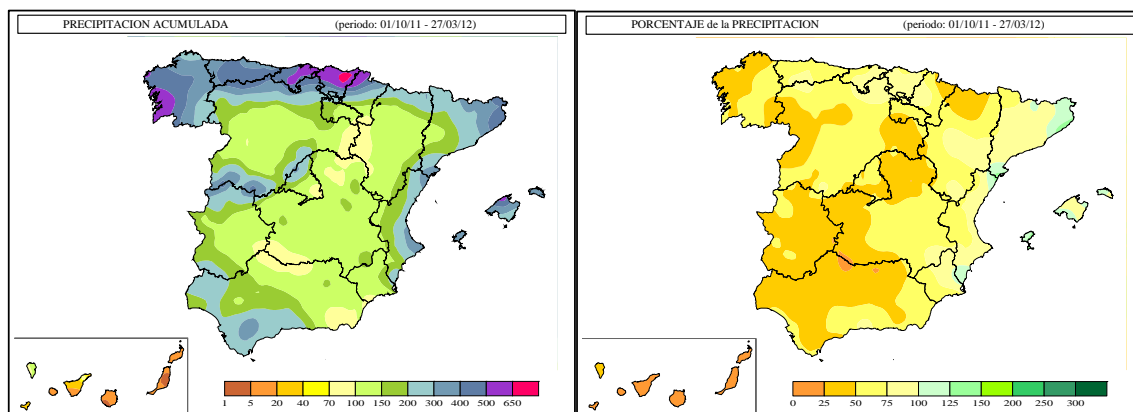 PRECIPITACION ACUMULADA (periodo: 01/10/11 - 27/03/12)
1 5 20 40 70 100 150 200 300 400 500 650
PORCENTAJE de la PRECIPITACION (periodo: 01/10/11 - 27/03/12)
0 25 50 75 100 125 150 200 250 300